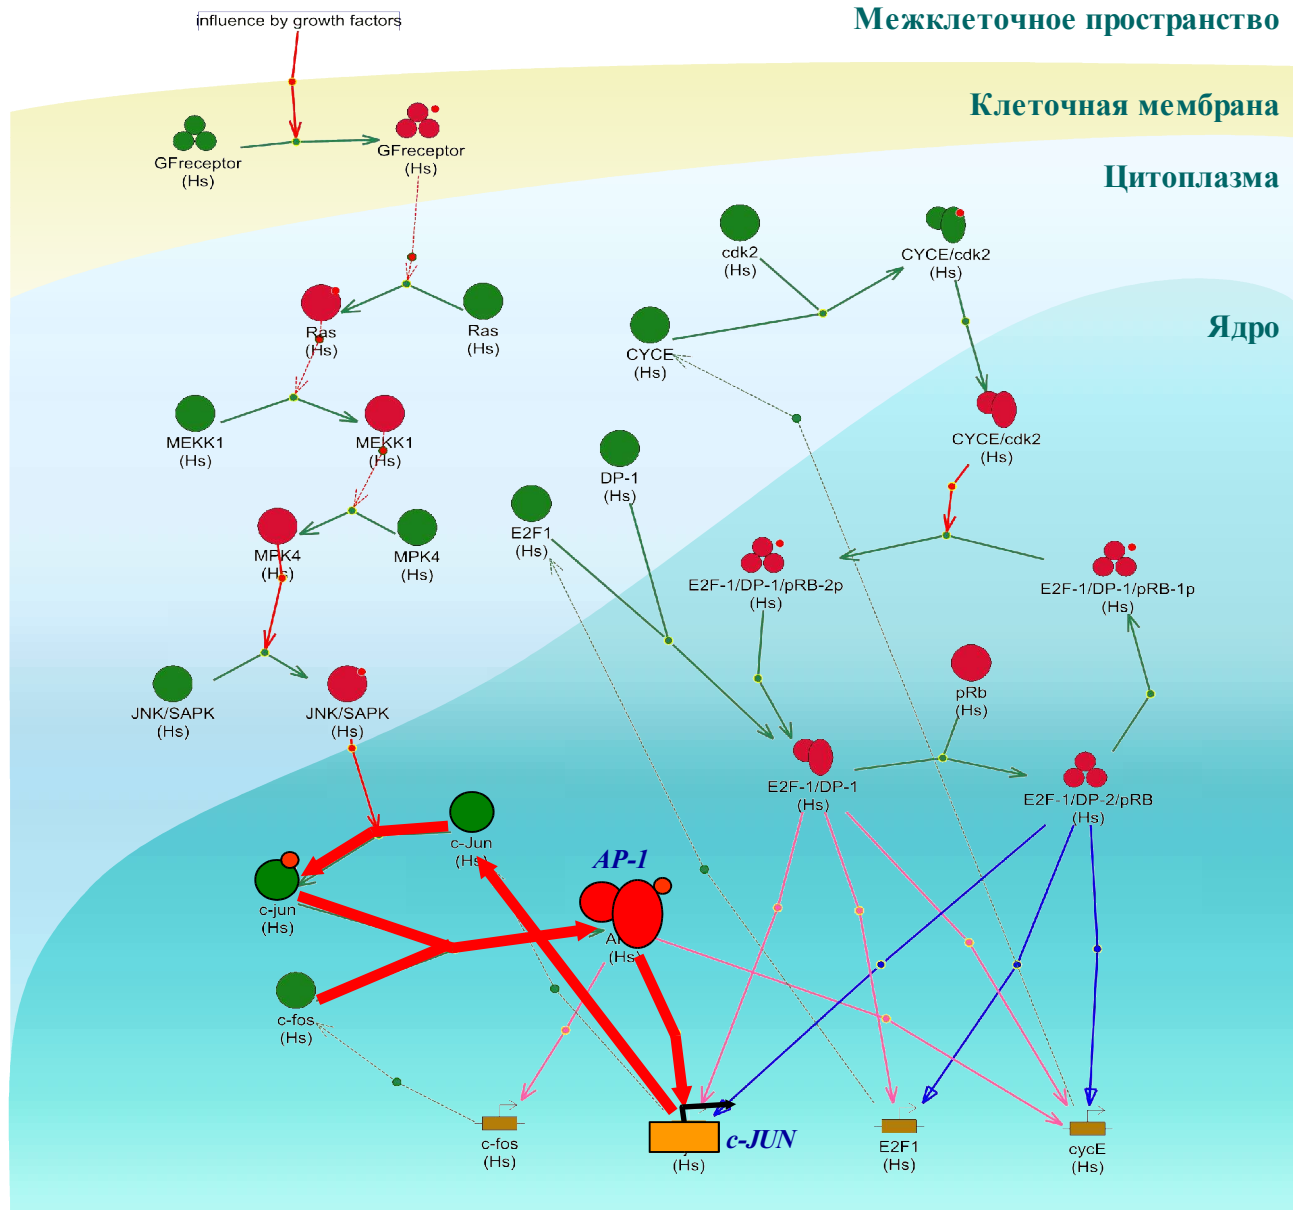 influence by growth factors
Межклеточное пространство
Клеточная мембрана
GFreceptor
(Hs)
GFreceptor
(Hs)
Цитоплазма
cdk2
(Hs)
CYCE/cdk2
(Hs)
Ras
(Hs)
Ras
(Hs)
CYCE
(Hs)
Ядро
MEKK1
(Hs)
MEKK1
(Hs)
CYCE/cdk2
(Hs)
DP-1
(Hs)
E2F1
(Hs)
MPK4
(Hs)
MPK4
(Hs)
E2F-1/DP-1/pRB-2p
(Hs)
E2F-1/DP-1/pRB-1p
(Hs)
JNK/SAPK
(Hs)
JNK/SAPK
(Hs)
pRb
(Hs)
E2F-1/DP-1
(Hs)
E2F-1/DP-2/pRB
(Hs)
c-Jun
(Hs)
AP-1
c-jun
(Hs)
(Hs
c-fos
(Hs)
c-fos
(Hs)
c-JUN
(Hs)
E2F1
(Hs)
cycE
(Hs)